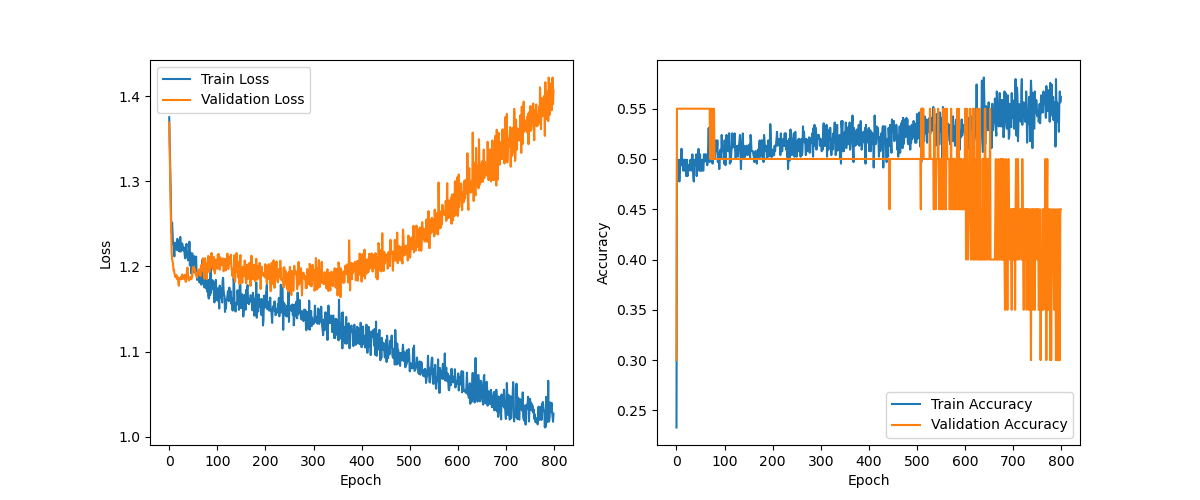 Train Loss
Validation Loss
1.4
1.3
1.2
1.1
1.0
Loss
0 100 200 300 400 500 600 700 800
Epoch
0.55
0.50
0.45
0.40
0.35
0.30
0.25
Accuracy
Train Accuracy
Validation Accuracy
0 100 200 300 400 500 600 700 800
Epoch